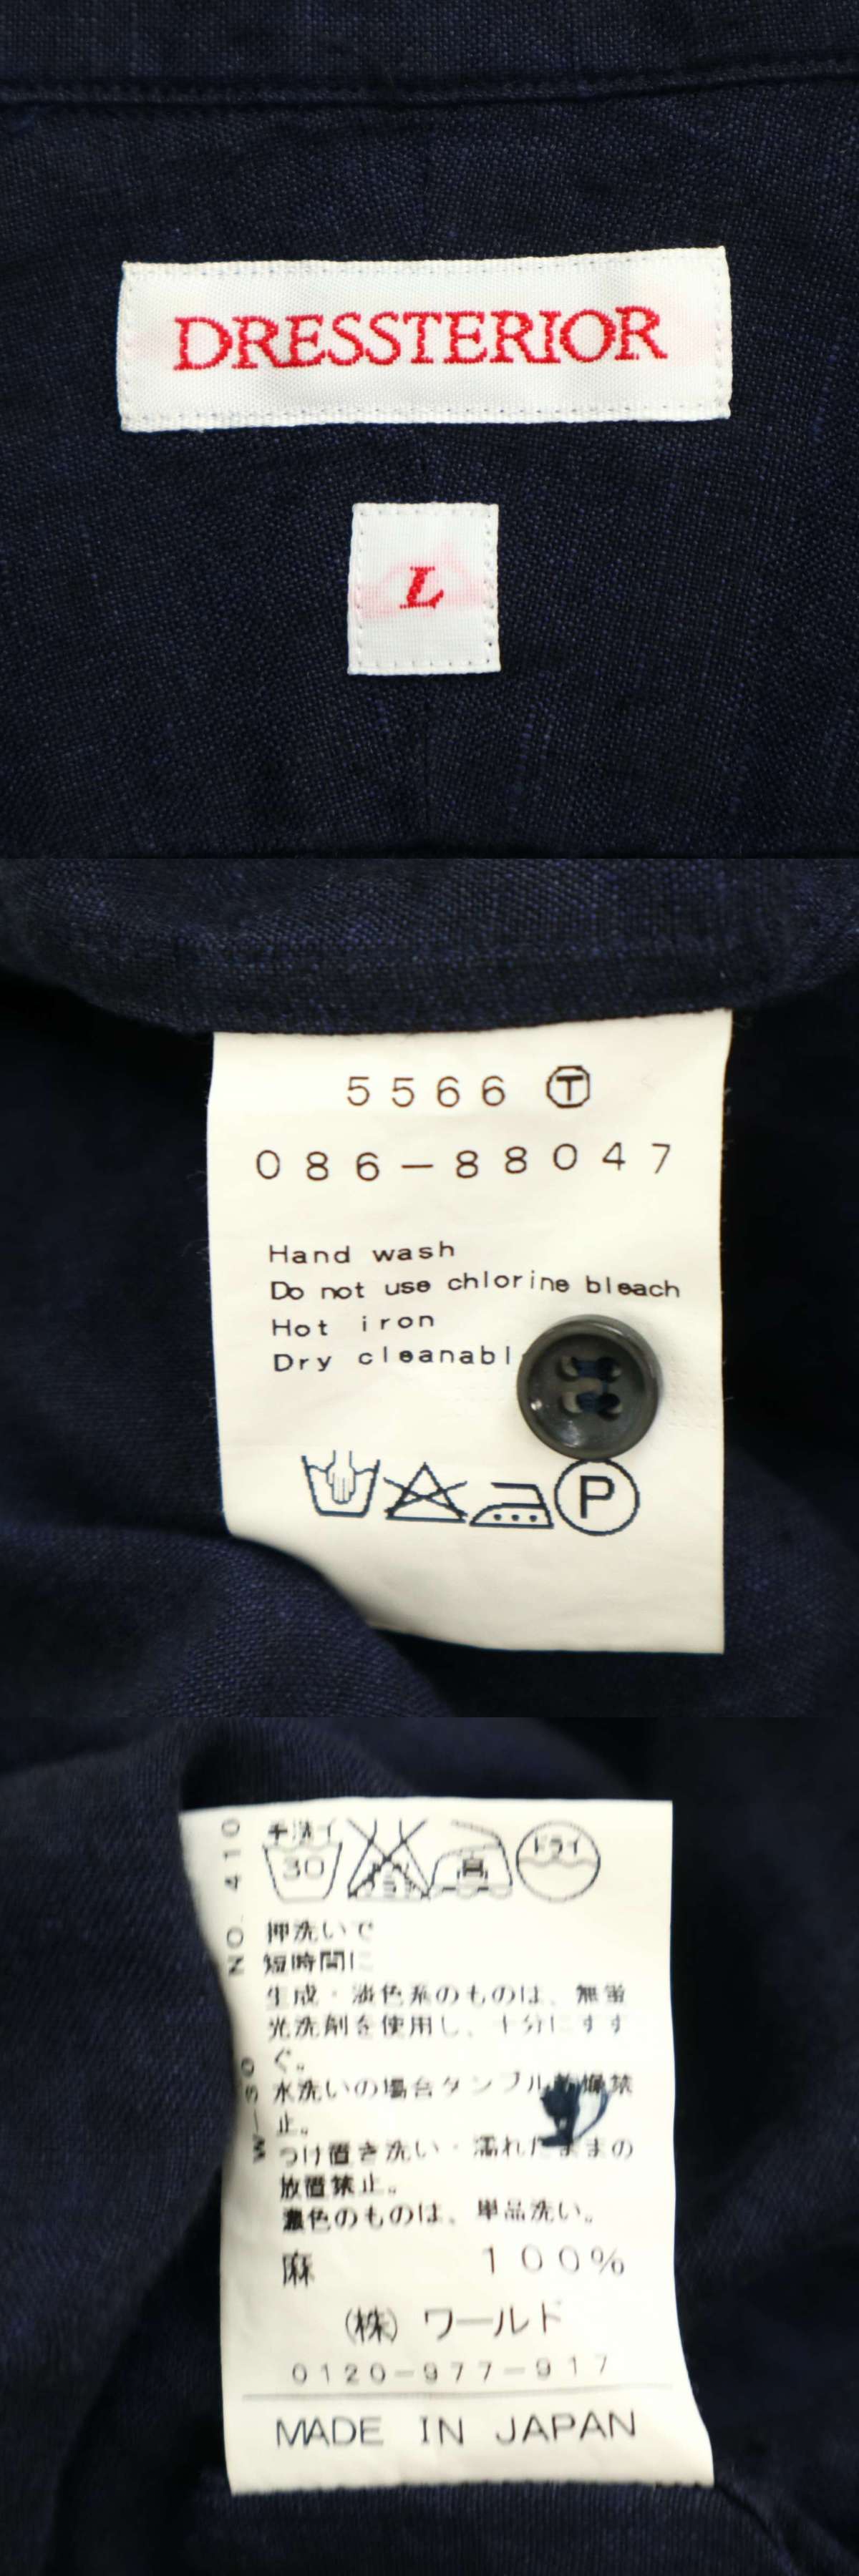 DRESSTERIOR
L
5566 Ⓣ
086-88047
Hand wash
Do not use chlorine bleach
Hot iron
Dry cleanabl
P
手洗イ
30
ドライ
NO. 410
押洗いで
短時間に
生成・淡色系のものは、無蛍
光洗剤を使用し、十分にすす
ぐ。
水洗いの場合タンブル乾燥禁
止。
W-30
つけ置き洗い・濡れたままの
放置禁止。
濃色のものは、単品洗い。
麻 100%
(株) ワールド
0120-977-917
MADE IN JAPAN